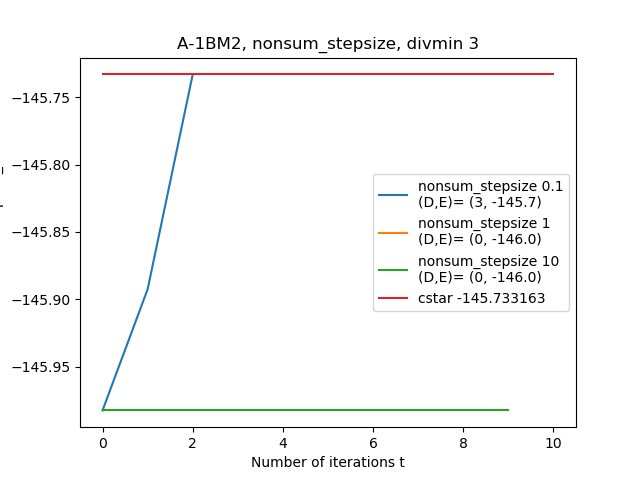 A-1BM2, nonsum_stepsize, divmin 3
−145.75
−145.80
−145.85
−145.90
−145.95
nonsum_stepsize 0.1
(D,E)= (3, -145.7)
nonsum_stepsize 1
(D,E)= (0, -146.0)
nonsum_stepsize 10
(D,E)= (0, -146.0)
cstar -145.733163
0 2 4 6 8 10
Number of iterations t